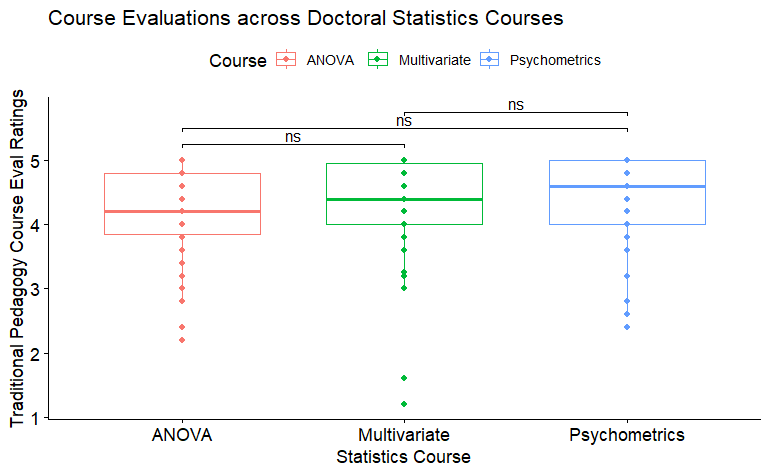 Course Evaluations across Doctoral Statistics Courses
Course ANOVA Multivariate Psychometrics
Traditional Pedagogy Course Eval Ratings
ns
ns
ns
5
4
3
2
1
ANOVA Multivariate Psychometrics
Statistics Course